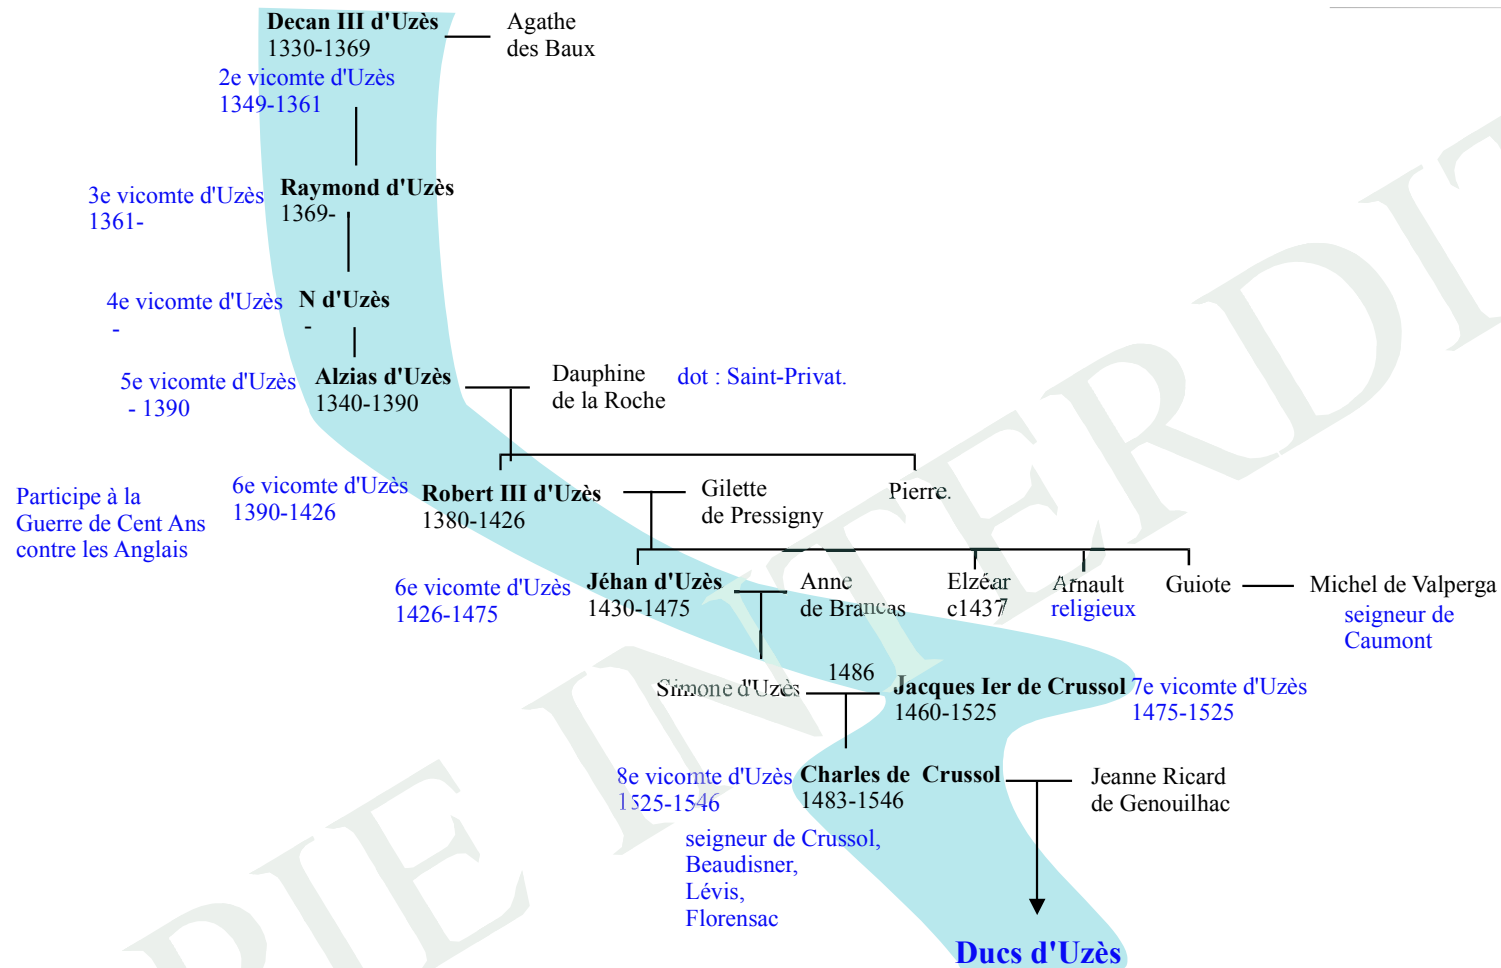 Decan III d'Uzès
1330-1369
Agathe
des Baux
2e vicomte d'Uzès
1349-1361
3e vicomte d'Uzès
1361-
Raymond d'Uzès
1369-
4e vicomte d'Uzès
-
N d'Uzès
-
5e vicomte d'Uzès
- 1390
Alzias d'Uzès
1340-1390
Dauphine
de la Roche
dot : Saint-Privat.
Participe à la
Guerre de Cent Ans
contre les Anglais
6e vicomte d'Uzès
1390-1426
Robert III d'Uzès
1380-1426
Gilette
de Pressigny
Pierre.
6e vicomte d'Uzès
1426-1475
Jéhan d'Uzès
1430-1475
Anne
de Brancas
Elzéar
c1437
Arnault
religieux
Guiote
Michel de Valperga
seigneur de
Caumont
Simone d'Uzès
1486
Jacques Ier de Crussol
1460-1525
7e vicomte d'Uzès
1475-1525
8e vicomte d'Uzès
1525-1546
Charles de Crussol
1483-1546
Jeanne Ricard
de Genouilhac
seigneur de Crussol,
Beaudisner,
Lévis,
Florensac
Ducs d'Uzès
PIE INTERDIT